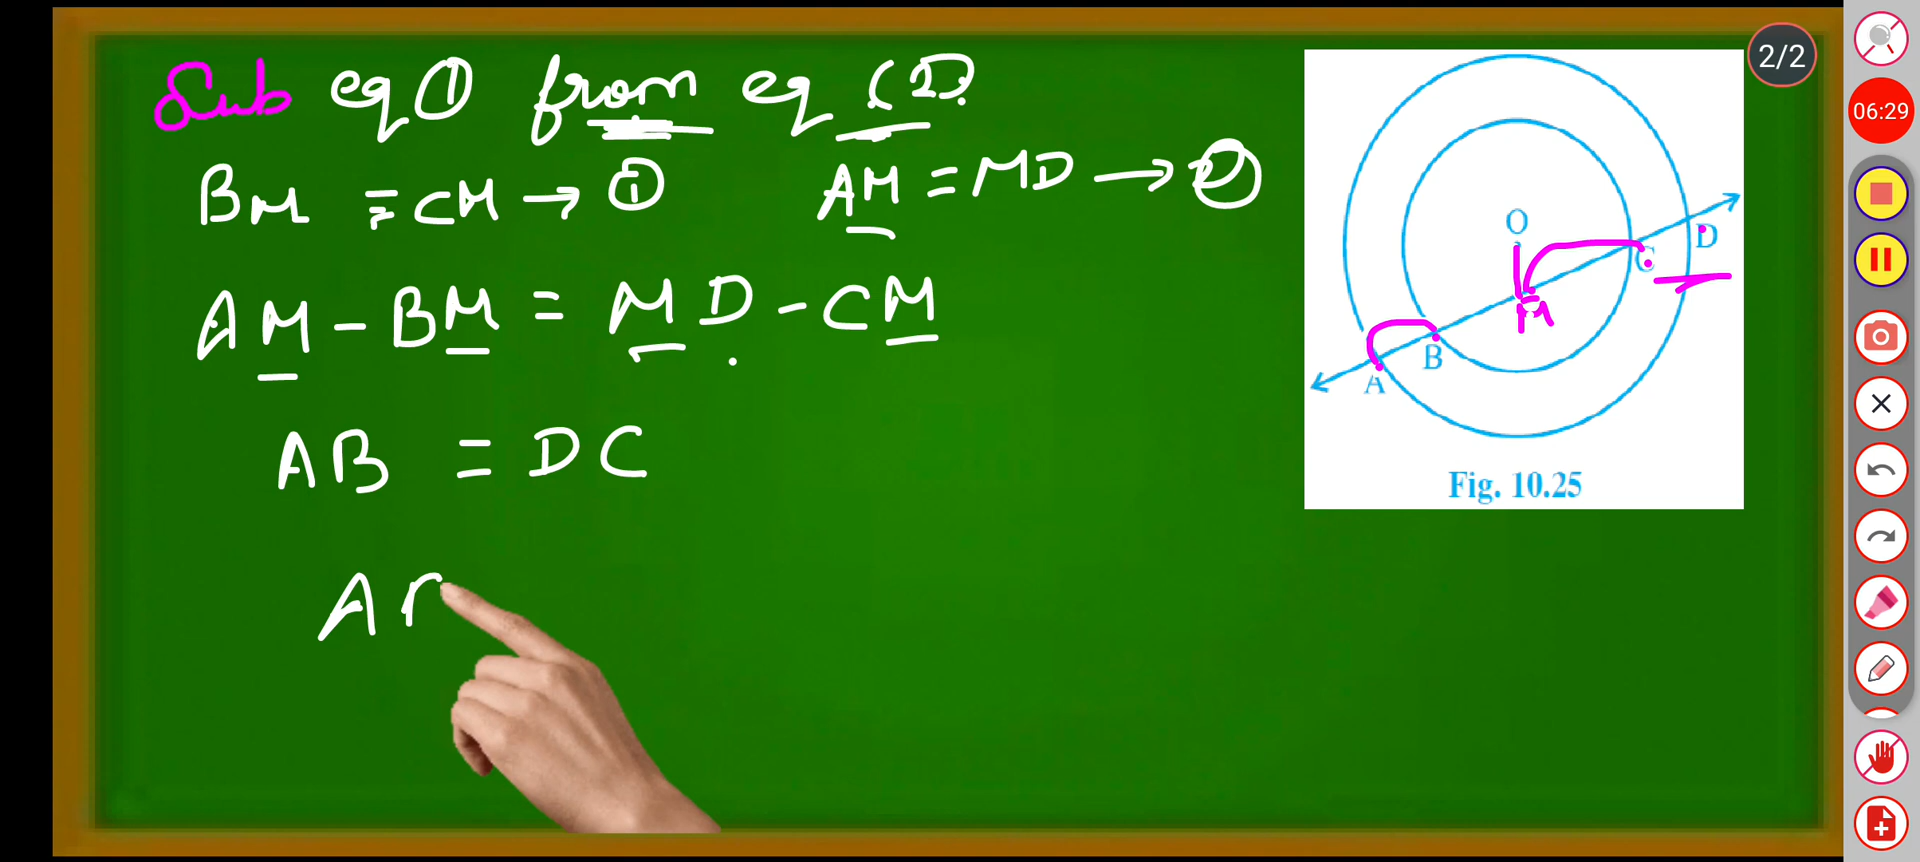 Sub eq ① from eq (2).
BM = CM → ① AM = MD → ②
AM - BM = MD - CM
AB = DC
A
2/2
06:29
O
M
A
B
C
D
Fig. 10.25